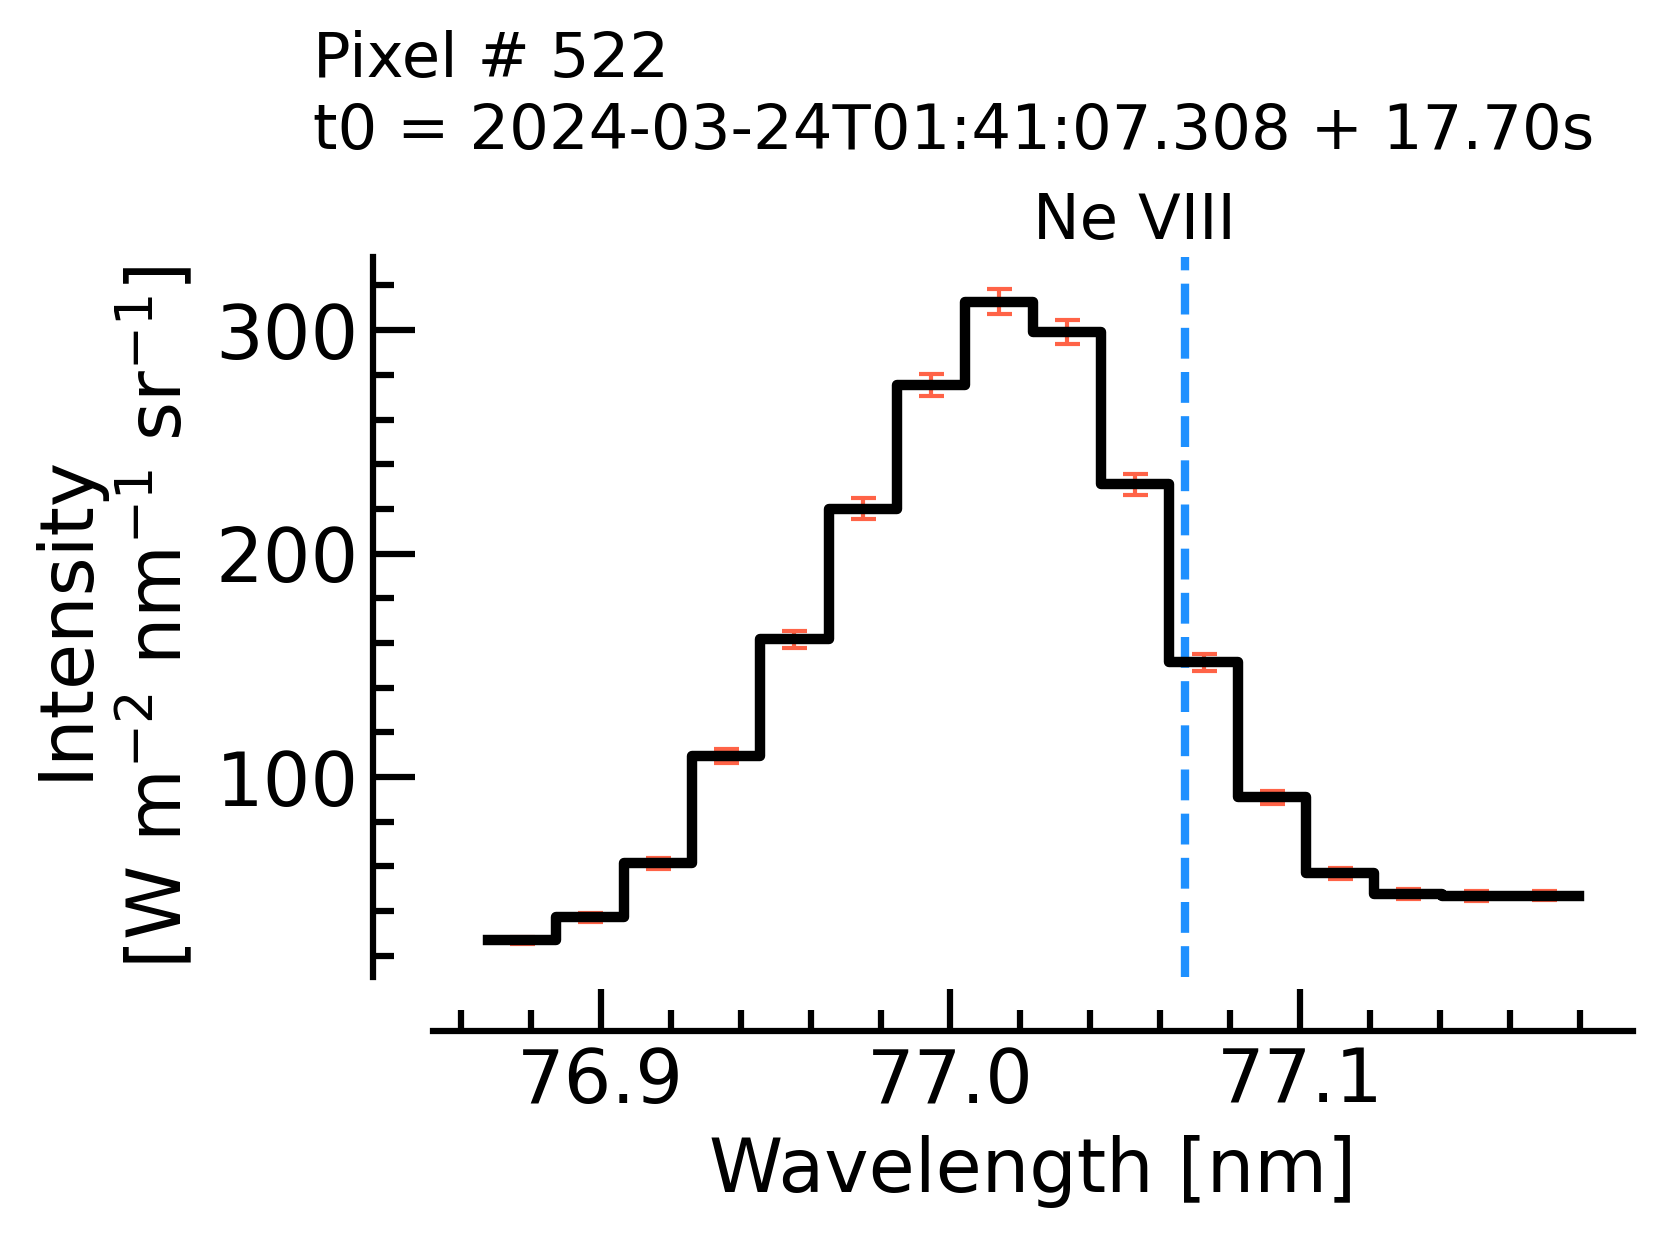 Pixel # 522
t0 = 2024-03-24T01:41:07.308 + 17.70s
Ne VIII
Intensity
[W m⁻² nm⁻¹ sr⁻¹]
300
200
100
76.9
77.0
77.1
Wavelength [nm]